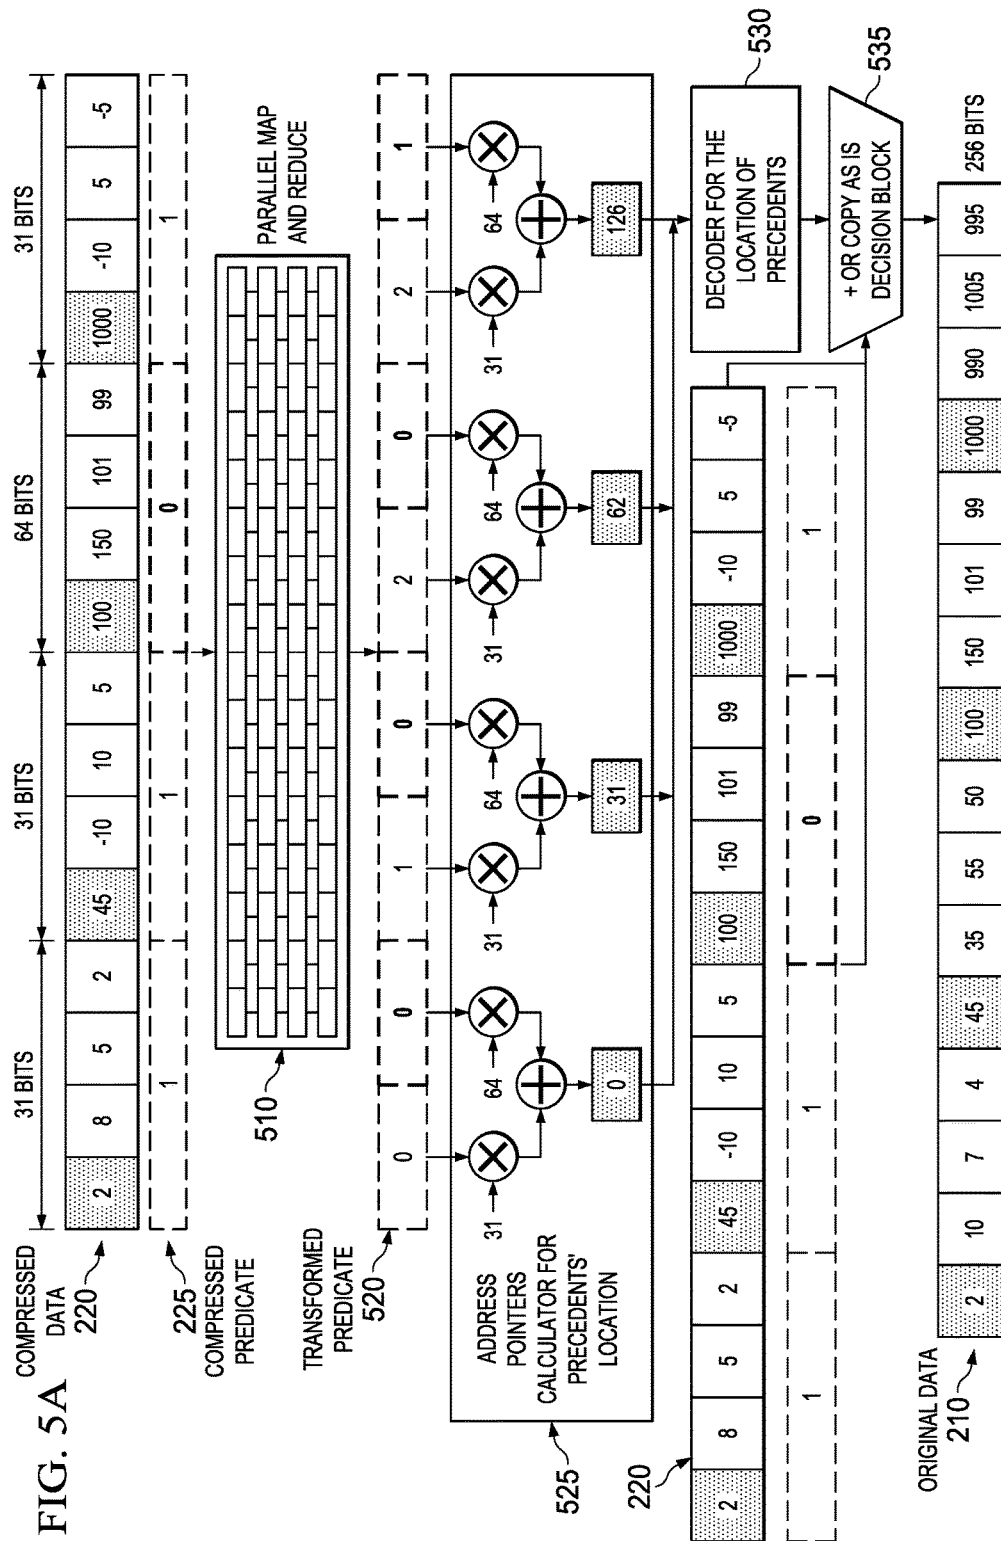 FIG. 5A
31 BITS 31 BITS 64 BITS 31 BITS
COMPRESSED DATA
220
2 8 5 2 45 -10 10 5 100 150 101 99 1000 -10 5 -5
225
COMPRESSED PREDICATE
1 1 0 1
510
PARALLEL MAP AND REDUCE
TRANSFORMED PREDICATE
520
0 0 1 0 2 0 2 1
ADDRESS POINTERS CALCULATOR FOR PRECEDENTS' LOCATION
525
31 64 31 64 31 64 31 64
0 31 62 126
530
DECODER FOR THE LOCATION OF PRECEDENTS
220
2 8 5 2 45 -10 10 5 100 150 101 99 1000 -10 5 -5
1 1 0 1
535
+ OR COPY AS IS DECISION BLOCK
ORIGINAL DATA
210
2 10 7 4 45 35 55 50 100 150 101 99 1000 990 1005 995
256 BITS